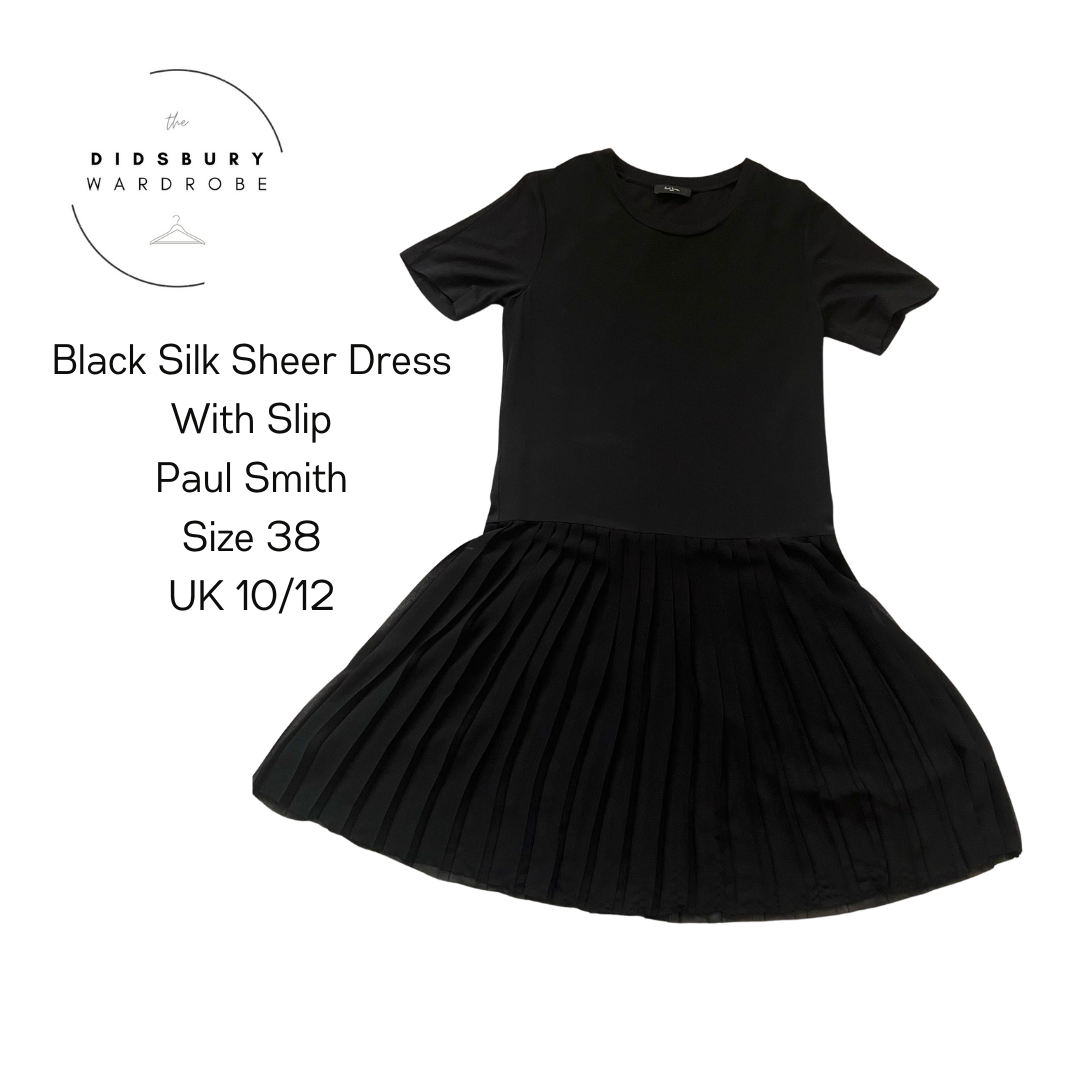 the
DIDSBURY
WARDROBE
Black Silk Sheer Dress
With Slip
Paul Smith
Size 38
UK 10/12